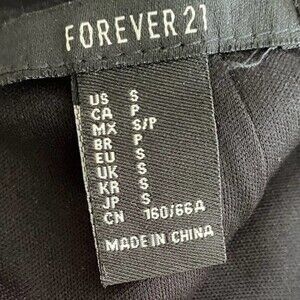 FOREVER 21
US S
CA P
MX S/P
BR P
EU S
UK S
KR S
JP S
CN 160/66A
MADE IN CHINA